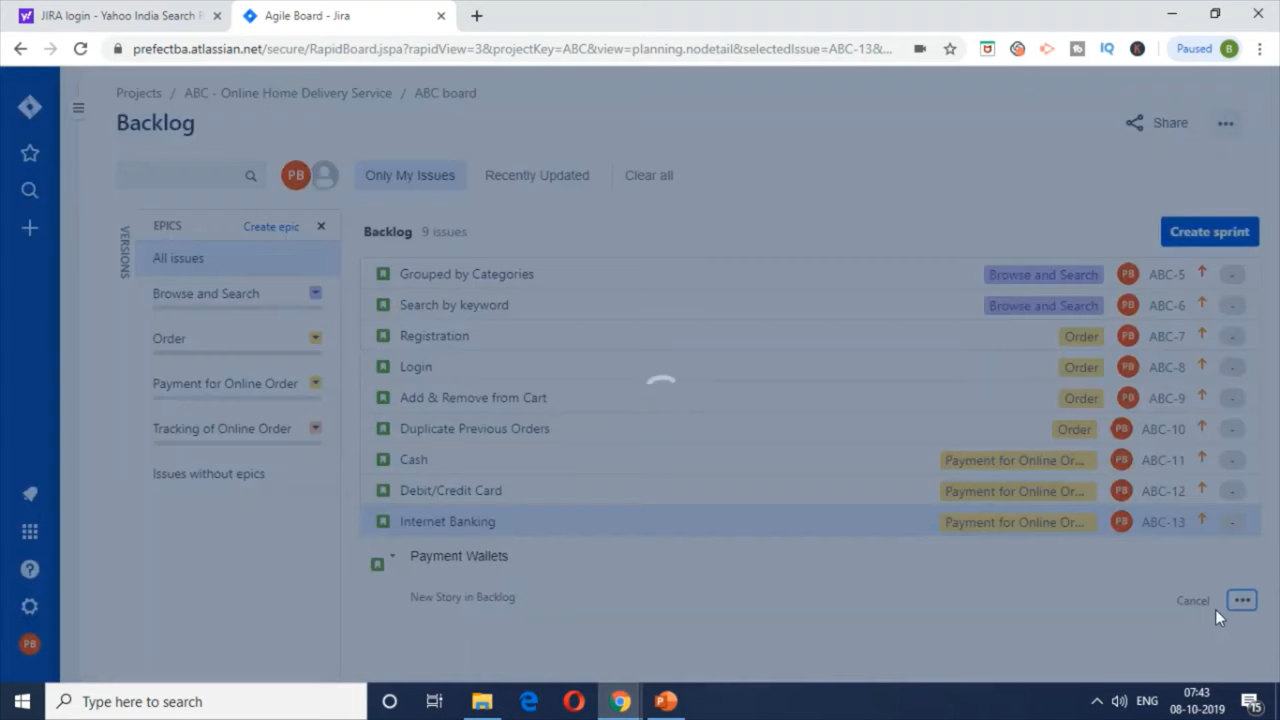 JIRA login - Yahoo India Search R
Agile Board - Jira
prefectba.atlassian.net/secure/RapidBoard.jspa?rapidView=3&projectKey=ABC&view=planning.nodetail&selectedIssue=ABC-13&...
IQ
K
Paused
B
Projects / ABC - Online Home Delivery Service / ABC board
Backlog
Share
PB
Only My Issues
Recently Updated
Clear all
VERSIONS
EPICS
Create epic
All issues
Browse and Search
Order
Payment for Online Order
Tracking of Online Order
Issues without epics
Backlog 9 issues
Create sprint
Grouped by Categories Browse and Search PB ABC-5 -
Search by keyword Browse and Search PB ABC-6 -
Registration Order PB ABC-7 -
Login Order PB ABC-8 -
Add & Remove from Cart Order PB ABC-9 -
Duplicate Previous Orders Order PB ABC-10 -
Cash Payment for Online Or... PB ABC-11 -
Debit/Credit Card Payment for Online Or... PB ABC-12 -
Internet Banking Payment for Online Or... PB ABC-13 -
Payment Wallets
New Story in Backlog
Cancel
PB
Type here to search
ENG
07:43
08-10-2019
15